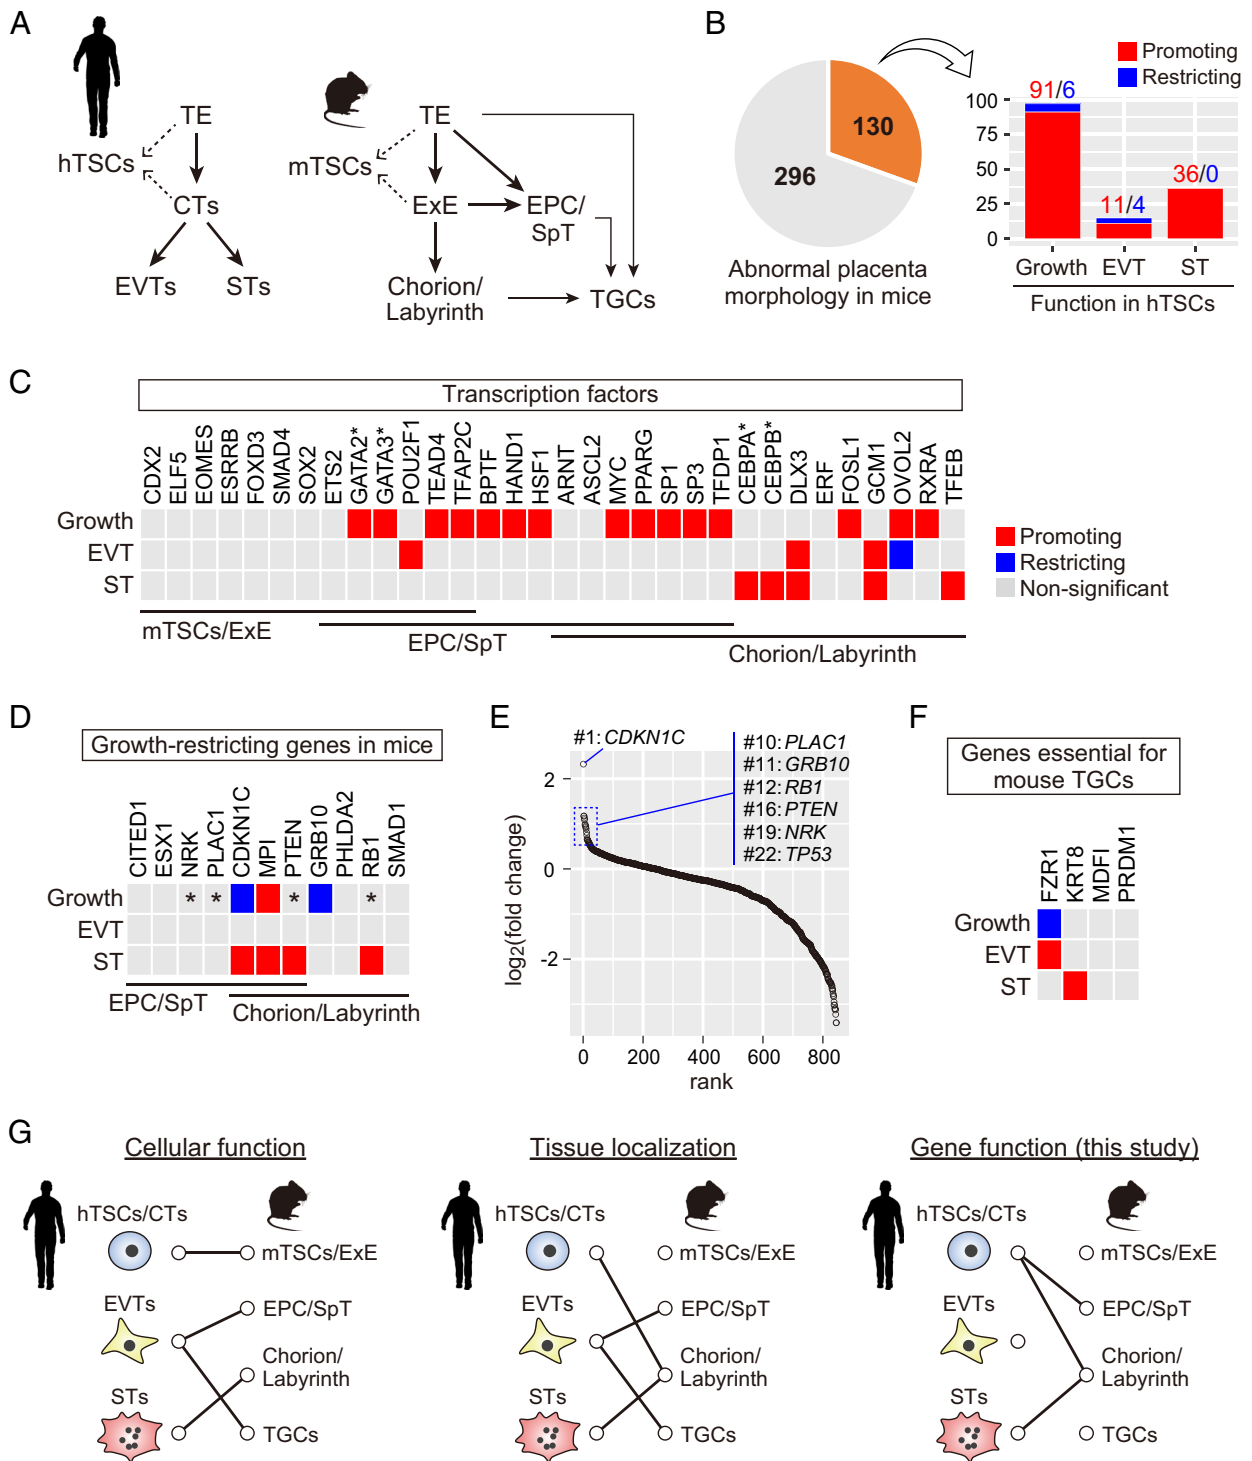 A
TE
hTSCs
CTs
EVTs
STs
TE
mTSCs
ExE
EPC/
SpT
Chorion/
Labyrinth
TGCs
B
130
296
Abnormal placenta
morphology in mice
Promoting
Restricting
91/6
11/4
36/0
100
75
50
25
0
Growth
EVT
ST
Function in hTSCs
C
Transcription factors
CDX2
ELF5
EOMES
ESRRB
FOXD3
SMAD4
SOX2
ETS2
GATA2*
GATA3*
POU2F1
TEAD4
TFAP2C
BPTF
HAND1
HSF1
ARNT
ASCL2
MYC
PPARG
SP1
SP3
TFDP1
CEBPA*
CEBPB*
DLX3
ERF
FOSL1
GCM1
OVOL2
RXRA
TFEB
Growth
EVT
ST
Promoting
Restricting
Non-significant
mTSCs/ExE
EPC/SpT
Chorion/Labyrinth
D
Growth-restricting genes in mice
CITED1
ESX1
NRK
PLAC1
CDKN1C
MPI
PTEN
GRB10
PHLDA2
RB1
SMAD1
Growth
* * * *
EVT
ST
EPC/SpT
Chorion/Labyrinth
E
#1: CDKN1C
#10: PLAC1
#11: GRB10
#12: RB1
#16: PTEN
#19: NRK
#22: TP53
log2(fold change)
2
0
-2
0 200 400 600 800
rank
F
Genes essential for
mouse TGCs
FZR1
KRT8
MDFI
PRDM1
Growth
EVT
ST
G
Cellular function
hTSCs/CTs
mTSCs/ExE
EVTs
EPC/SpT
Chorion/
Labyrinth
STs
TGCs
Tissue localization
hTSCs/CTs
mTSCs/ExE
EVTs
EPC/SpT
Chorion/
Labyrinth
STs
TGCs
Gene function (this study)
hTSCs/CTs
mTSCs/ExE
EVTs
EPC/SpT
Chorion/
Labyrinth
STs
TGCs